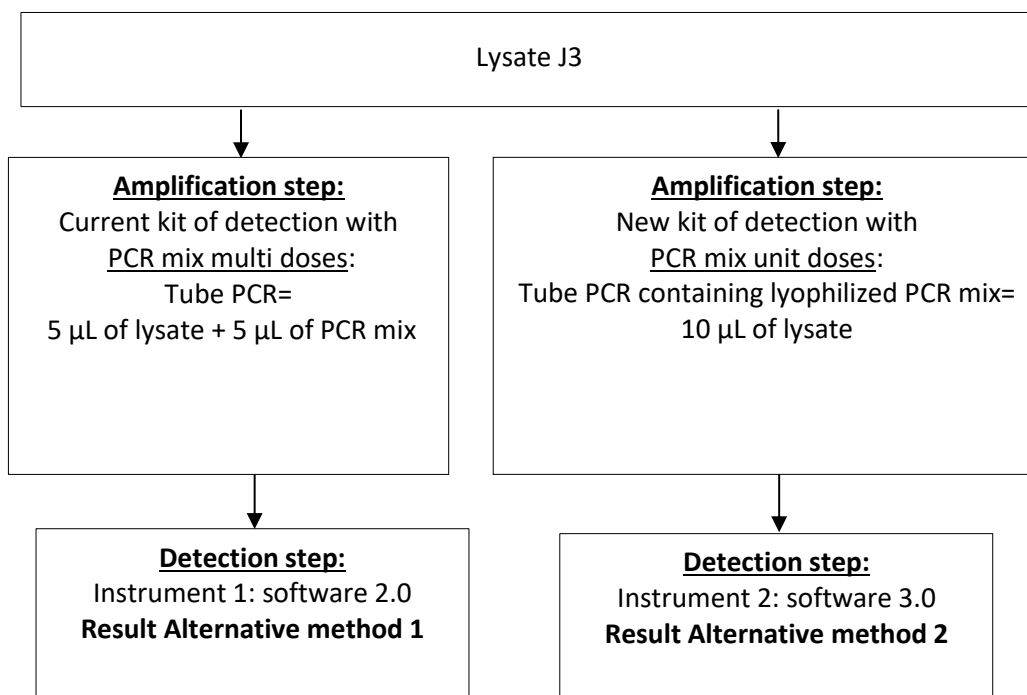 Lysate J3
Amplification step:
Current kit of detection with
PCR mix multi doses:
Tube PCR=
5 µL of lysate + 5 µL of PCR mix
Amplification step:
New kit of detection with
PCR mix unit doses:
Tube PCR containing lyophilized PCR mix=
10 µL of lysate
Detection step:
Instrument 1: software 2.0
Result Alternative method 1
Detection step:
Instrument 2: software 3.0
Result Alternative method 2